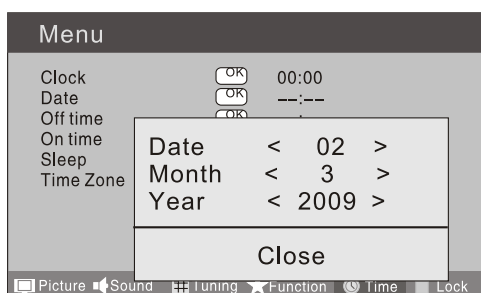 Menu
Clock OK 00:00
Date OK --:--
Off time OK
On time
Sleep
Time Zone
Date < 02 >
Month < 3 >
Year < 2009 >
Close
Picture Sound Tuning Function Time Lock